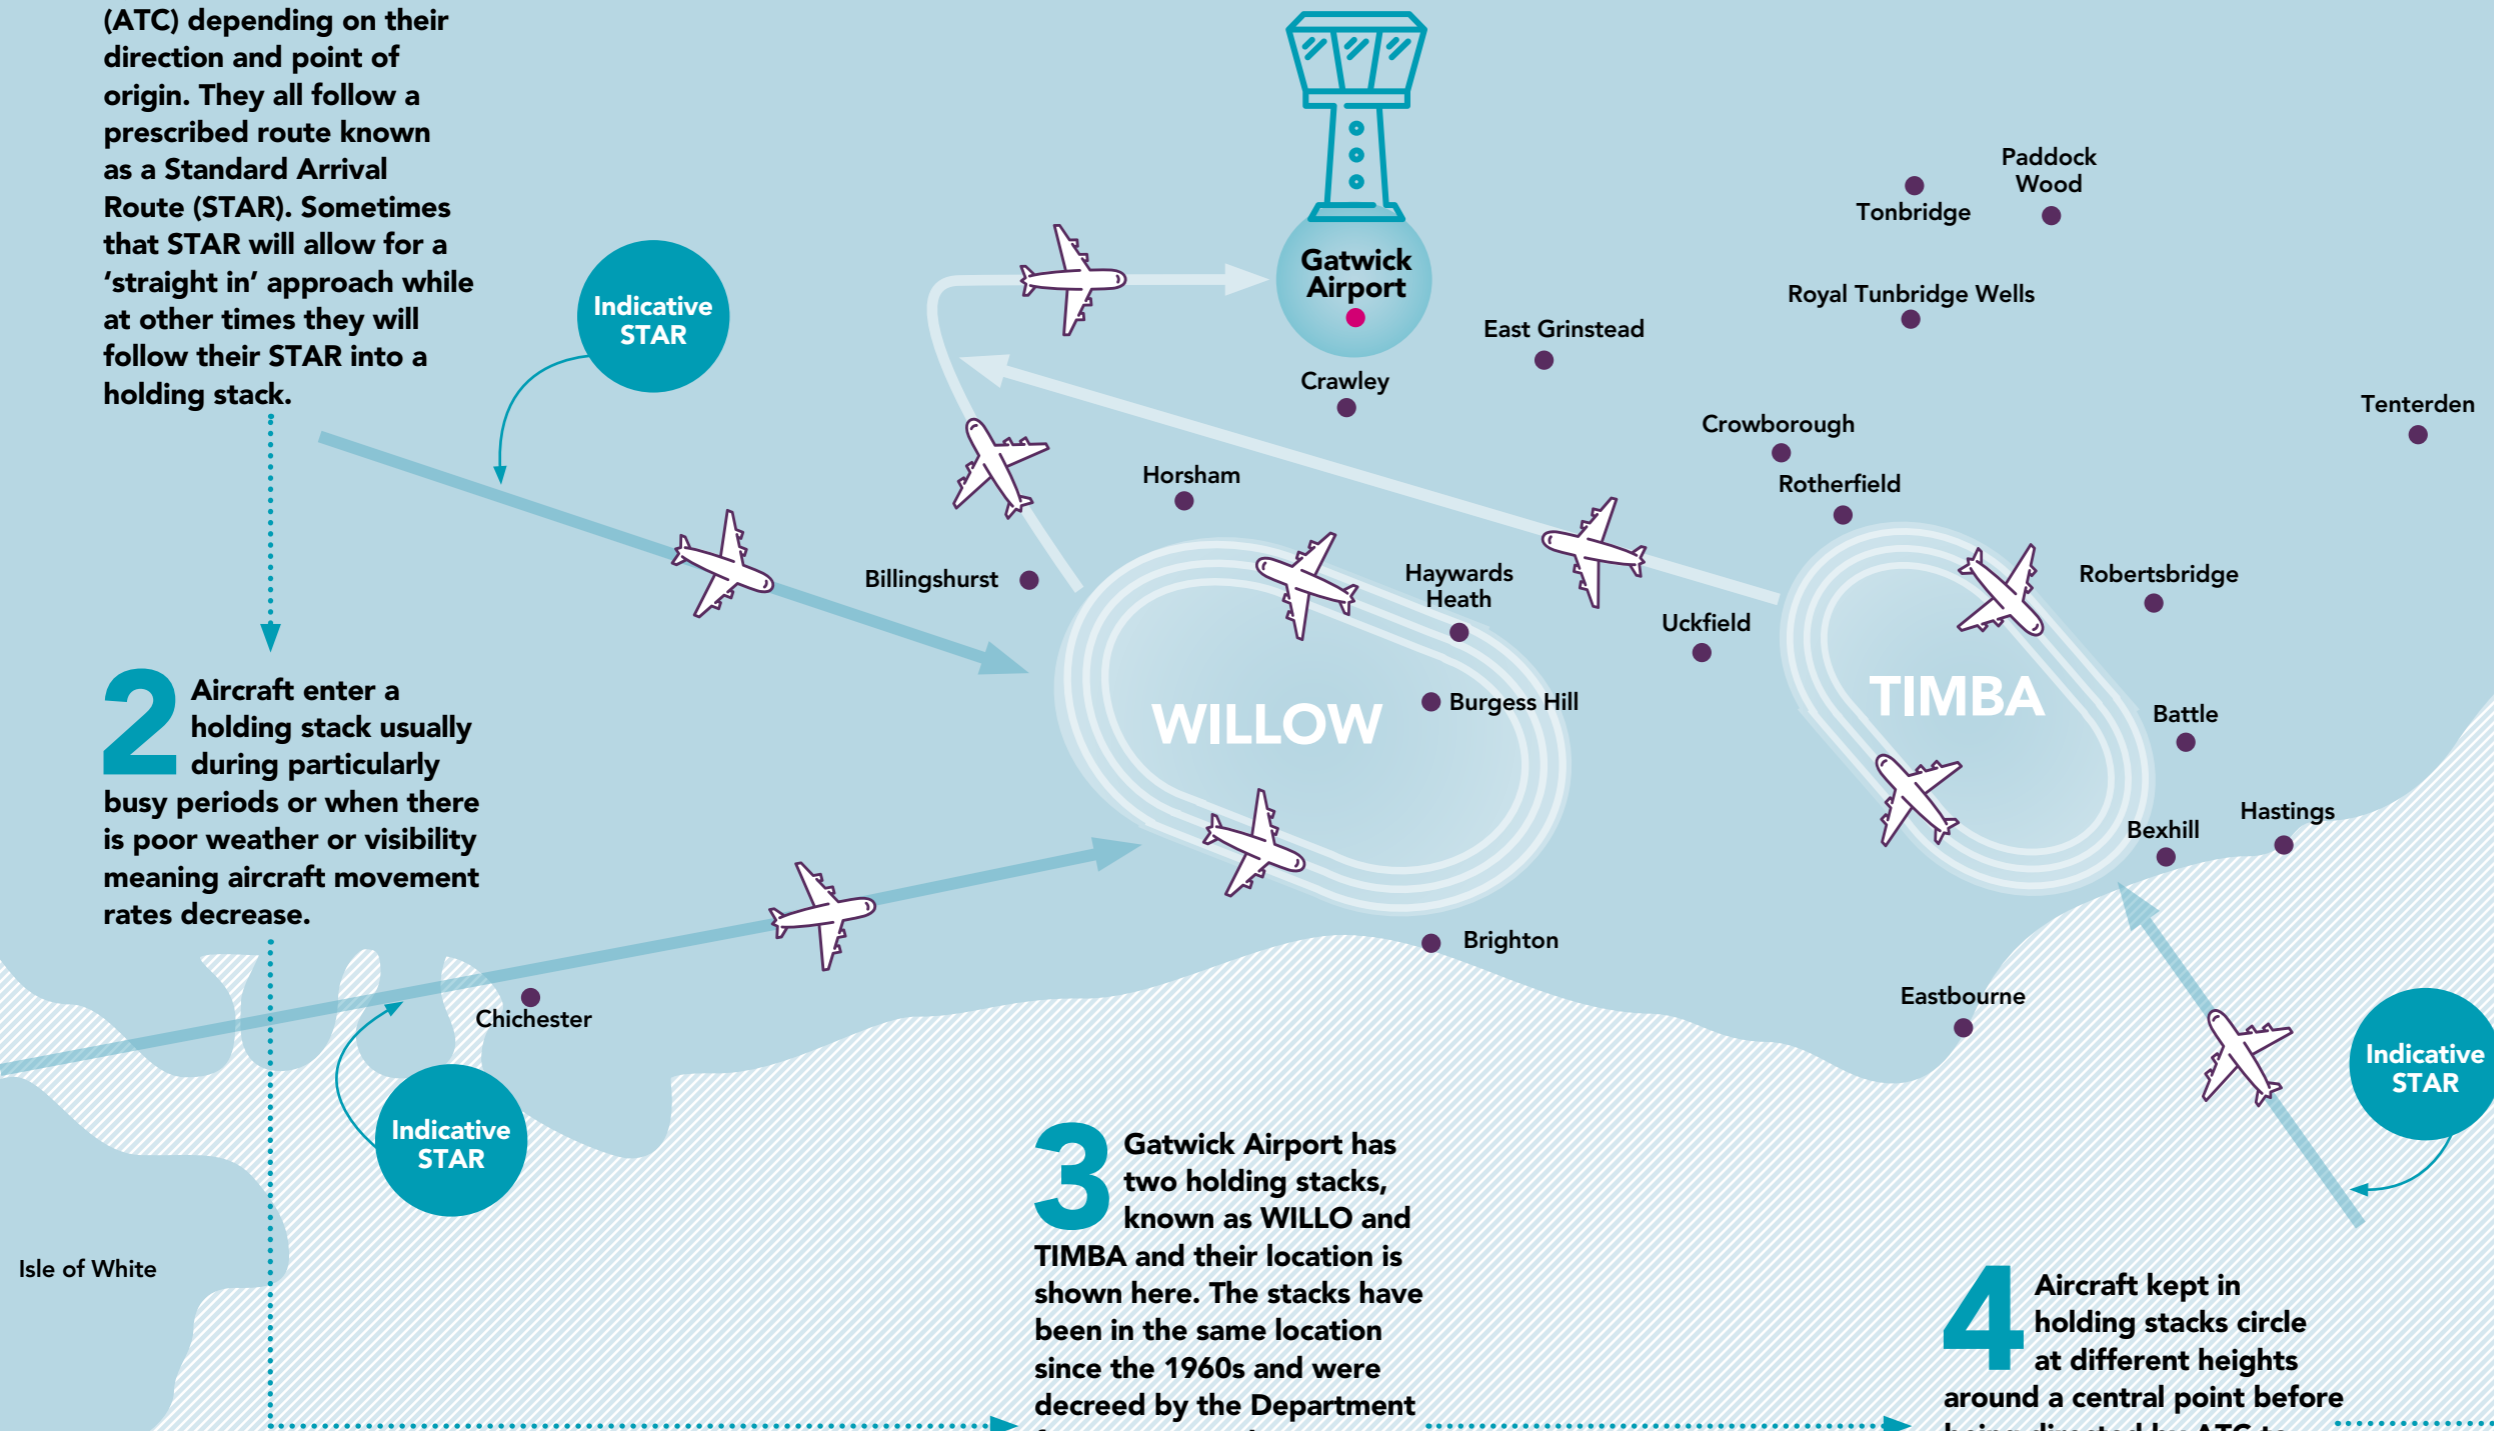 (ATC) depending on their
direction and point of
origin. They all follow a
prescribed route known
as a Standard Arrival
Route (STAR). Sometimes
that STAR will allow for a
‘straight in’ approach while
at other times they will
follow their STAR into a
holding stack.
Indicative
STAR
Gatwick
Airport
Crawley
East Grinstead
Tonbridge
Paddock
Wood
Royal Tunbridge Wells
Tenterden
Crowborough
Rotherfield
Horsham
Billingshurst
Haywards
Heath
Uckfield
Robertsbridge
WILLOW
Burgess Hill
TIMBA
Battle
Hastings
Bexhill
2
Aircraft enter a
holding stack usually
during particularly
busy periods or when there
is poor weather or visibility
meaning aircraft movement
rates decrease.
Brighton
Chichester
Eastbourne
Indicative
STAR
Indicative
STAR
Isle of White
3
Gatwick Airport has
two holding stacks,
known as WILLO and
TIMBA and their location is
shown here. The stacks have
been in the same location
since the 1960s and were
decreed by the Department
4
Aircraft kept in
holding stacks circle
at different heights
around a central point before
being directed by ATC to